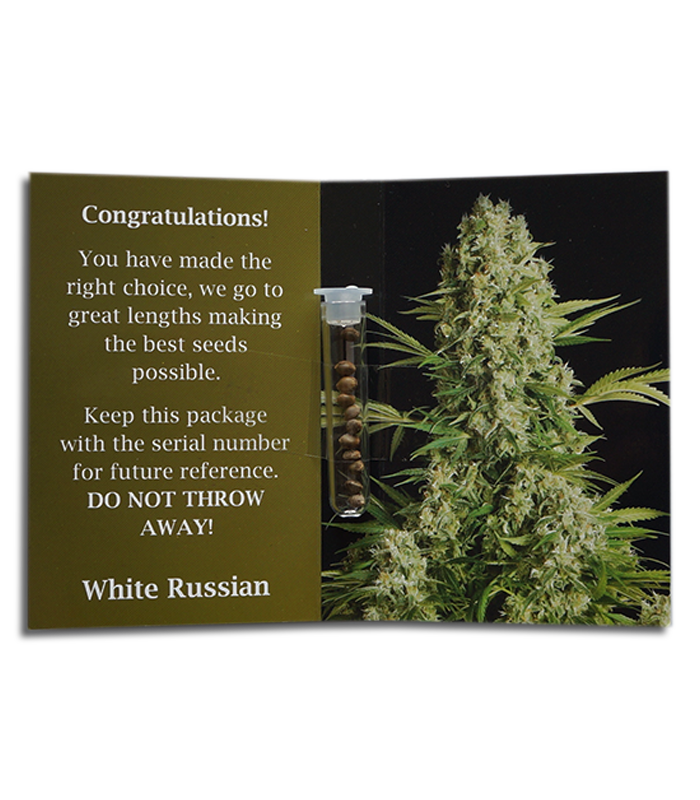 Congratulations!
You have made the
right choice, we go to
great lengths making
the best seeds
possible.
Keep this package
with the serial number
for future reference.
DO NOT THROW
AWAY!
White Russian